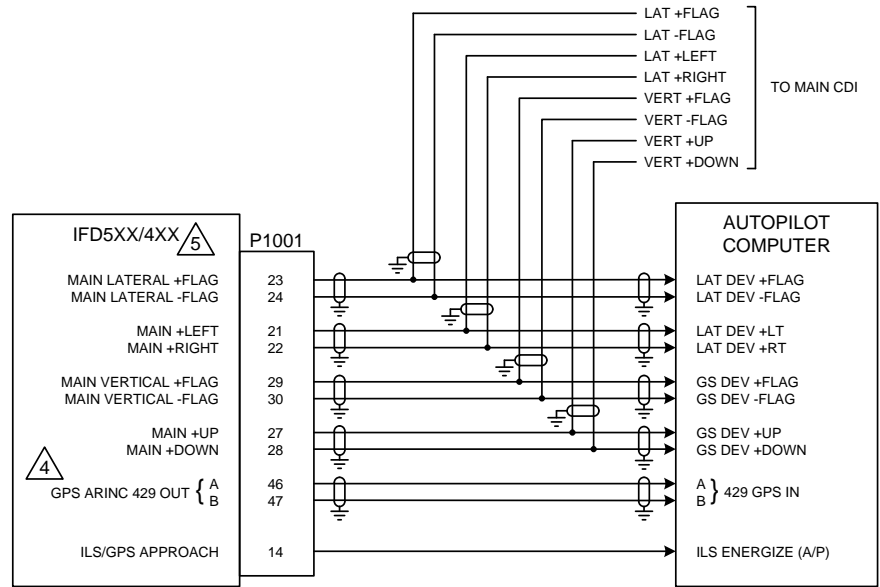 LAT +FLAG
LAT -FLAG
LAT +LEFT
LAT +RIGHT
VERT +FLAG
VERT -FLAG
VERT +UP
VERT +DOWN
TO MAIN CDI
IFD5XX/4XX
5
P1001
AUTOPILOT
COMPUTER
MAIN LATERAL +FLAG 23 LAT DEV +FLAG
MAIN LATERAL -FLAG 24 LAT DEV -FLAG
MAIN +LEFT 21 LAT DEV +LT
MAIN +RIGHT 22 LAT DEV +RT
MAIN VERTICAL +FLAG 29 GS DEV +FLAG
MAIN VERTICAL -FLAG 30 GS DEV -FLAG
MAIN +UP 27 GS DEV +UP
MAIN +DOWN 28 GS DEV +DOWN
4
GPS ARINC 429 OUT { A 46 A } 429 GPS IN
B 47 B
ILS/GPS APPROACH 14 ILS ENERGIZE (A/P)